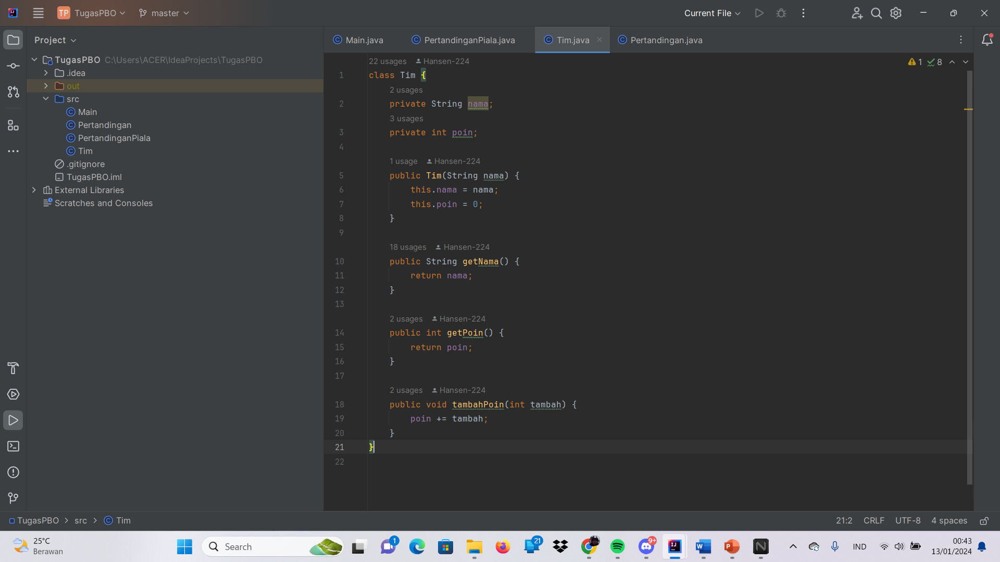 TP TugasPBO master Current File
Project
Main.java PertandinganPiala.java Tim.java Pertandingan.java
TugasPBO C:\Users\ACER\IdeaProjects\TugasPBO
.idea
out
src
Main
Pertandingan
PertandinganPiala
Tim
.gitignore
TugasPBO.iml
External Libraries
Scratches and Consoles
22 usages Hansen-224
1 8
1 class Tim {
2 usages
2 private String nama;
3 usages
3 private int poin;
4
1 usage Hansen-224
5 public Tim(String nama) {
6 this.nama = nama;
7 this.poin = 0;
8 }
9
18 usages Hansen-224
10 public String getNama() {
11 return nama;
12 }
13
2 usages Hansen-224
14 public int getPoin() {
15 return poin;
16 }
17
2 usages Hansen-224
18 public void tambahPoin(int tambah) {
19 poin += tambah;
20 }
21 }
22
TugasPBO src Tim 21:2 CRLF UTF-8 4 spaces
25°C
Berawan
Search
1
21
9+
IND
00:43
13/01/2024